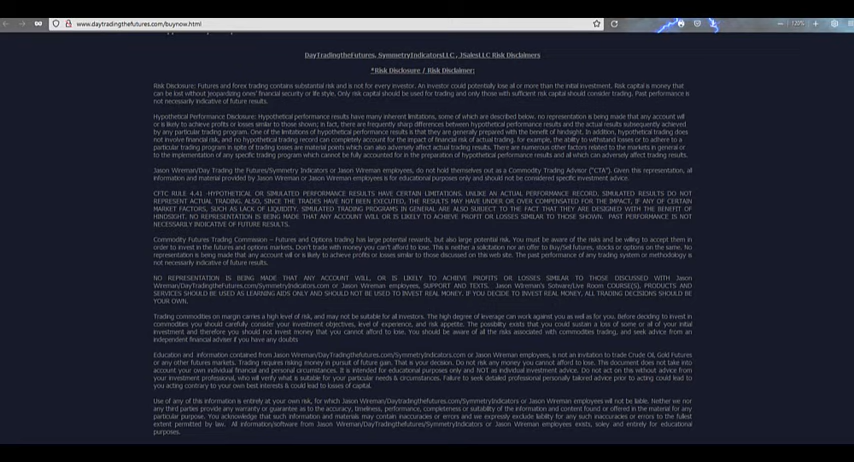 www.daytradingthefutures.com/buynow.html
120%
DayTradingtheFutures, SymmetryIndicatorsLLC, JSalesLLC Risk Disclaimers
*Risk Disclosure / Risk Disclaimer:
Risk Disclosure: Futures and forex trading contains substantial risk and is not for every investor. An investor could potentially lose all or more than the initial investment. Risk capital is money that
can be lost without jeopardizing ones' financial security or life style. Only risk capital should be used for trading and only those with sufficient risk capital should consider trading. Past performance is
not necessarily indicative of future results.
Hypothetical Performance Disclosure: Hypothetical performance results have many inherent limitations, some of which are described below. no representation is being made that any account will
or is likely to achieve profits or losses similar to those shown; in fact, there are frequently sharp differences between hypothetical performance results and the actual results subsequently achieved
by any particular trading program. One of the limitations of hypothetical performance results is that they are generally prepared with the benefit of hindsight. In addition, hypothetical trading does
not involve financial risk, and no hypothetical trading record can completely account for the impact of financial risk of actual trading. for example, the ability to withstand losses or to adhere to a
particular trading program in spite of trading losses are material points which can also adversely affect actual trading results. There are numerous other factors related to the markets in general or
to the implementation of any specific trading program which cannot be fully accounted for in the preparation of hypothetical performance results and all which can adversely affect trading results.
Jason Wireman/Day Trading the Futures/Symmetry Indicators or Jason Wireman employees, do not hold themselves out as a Commodity Trading Advisor ("CTA"). Given this representation, all
information and material provided by Jason Wireman or Jason Wireman employees is for educational purposes only and should not be considered specific investment advice.
CFTC RULE 4.41 -HYPOTHETICAL OR SIMULATED PERFORMANCE RESULTS HAVE CERTAIN LIMITATIONS. UNLIKE AN ACTUAL PERFORMANCE RECORD, SIMULATED RESULTS DO NOT
REPRESENT ACTUAL TRADING. ALSO, SINCE THE TRADES HAVE NOT BEEN EXECUTED, THE RESULTS MAY HAVE UNDER OR OVER COMPENSATED FOR THE IMPACT, IF ANY, OF CERTAIN
MARKET FACTORS, SUCH AS LACK OF LIQUIDITY. SIMULATED TRADING PROGRAMS IN GENERAL ARE ALSO SUBJECT TO THE FACT THAT THEY ARE DESIGNED WITH THE BENEFIT OF
HINDSIGHT. NO REPRESENTATION IS BEING MADE THAT ANY ACCOUNT WILL OR IS LIKELY TO ACHIEVE PROFIT OR LOSSES SIMILAR TO THOSE SHOWN. PAST PERFORMANCE IS NOT
NECESSARILY INDICATIVE OF FUTURE RESULTS.
Commodity Futures Trading Commission – Futures and Options trading has large potential rewards, but also large potential risk. You must be aware of the risks and be willing to accept them in
order to invest in the futures and options markets. Don't trade with money you can't afford to lose. This is neither a solicitation nor an offer to Buy/Sell futures, stocks or options on the same. No
representation is being made that any account will or is likely to achieve profits or losses similar to those discussed on this web site. The past performance of any trading system or methodology is
not necessarily indicative of future results.
NO REPRESENTATION IS BEING MADE THAT ANY ACCOUNT WILL, OR IS LIKELY TO ACHIEVE PROFITS OR LOSSES SIMILAR TO THOSE DISCUSSED WITH Jason
Wireman/DayTradingthefutures.com/SymmetryIndicators.com or Jason Wireman employees, SUPPORT AND TEXTS. Jason Wireman's Sotware/Live Room COURSE(S). PRODUCTS AND
SERVICES SHOULD BE USED AS LEARNING AIDS ONLY AND SHOULD NOT BE USED TO INVEST REAL MONEY. IF YOU DECIDE TO INVEST REAL MONEY, ALL TRADING DECISIONS SHOULD BE
YOUR OWN.
Trading commodities on margin carries a high level of risk, and may not be suitable for all investors. The high degree of leverage can work against you as well as for you. Before deciding to invest in
commodities you should carefully consider your investment objectives, level of experience, and risk appetite. The possibility exists that you could sustain a loss of some or all of your initial
investment and therefore you should not invest money that you cannot afford to lose. You should be aware of all the risks associated with commodities trading, and seek advice from an
independent financial adviser if you have any doubts
Education and information contained from Jason Wireman/DayTradingthefutures.com/SymmetryIndicators.com or Jason Wireman employees, is not an invitation to trade Crude Oil, Gold Futures
or any other futures markets. Trading requires risking money in pursuit of future gain. That is your decision. Do not risk any money you cannot afford to lose. This document does not take into
account your own individual financial and personal circumstances. It is intended for educational purposes only and NOT as individual investment advice. Do not act on this without advice from
your investment professional, who will verify what is suitable for your particular needs & circumstances. Failure to seek detailed professional personally tailored advice prior to acting could lead to
you acting contrary to your own best interests & could lead to losses of capital.
Use of any of this information is entirely at your own risk, for which Jason Wireman/DayTradingthefutures/SymmetryIndicators or Jason Wireman employees will not be liable. Neither we nor
any third parties provide any warranty or guarantee as to the accuracy, timeliness, performance, completeness or suitability of the information and content found or offered in the material for any
particular purpose. You acknowledge that such information and materials may contain inaccuracies or errors and we expressly exclude liability for any such inaccuracies or errors to the fullest
extent permitted by law. All information/software from Jason Wireman/DayTradingthefutures/SymmetryIndicators or Jason Wireman employees exists, soley and entirely for educational
purposes.